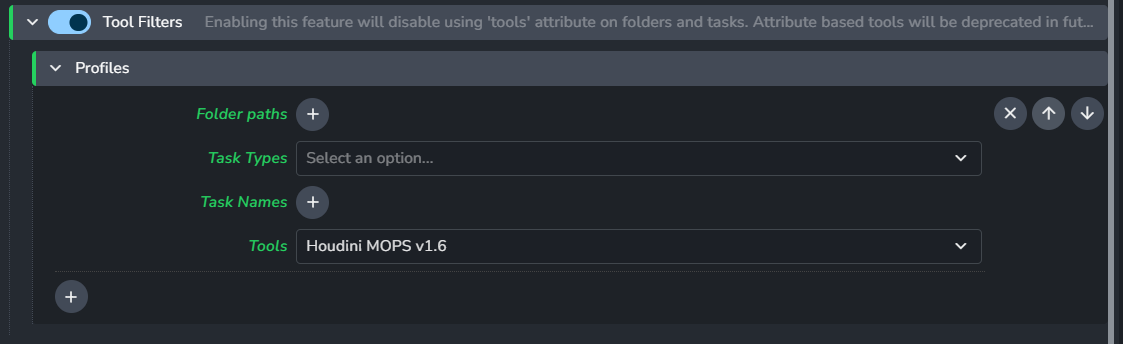 Tool Filters Enabling this feature will disable using 'tools' attribute on folders and tasks. Attribute based tools will be deprecated in fut...
Profiles
Folder paths
Task Types Select an option...
Task Names
Tools Houdini MOPS v1.6